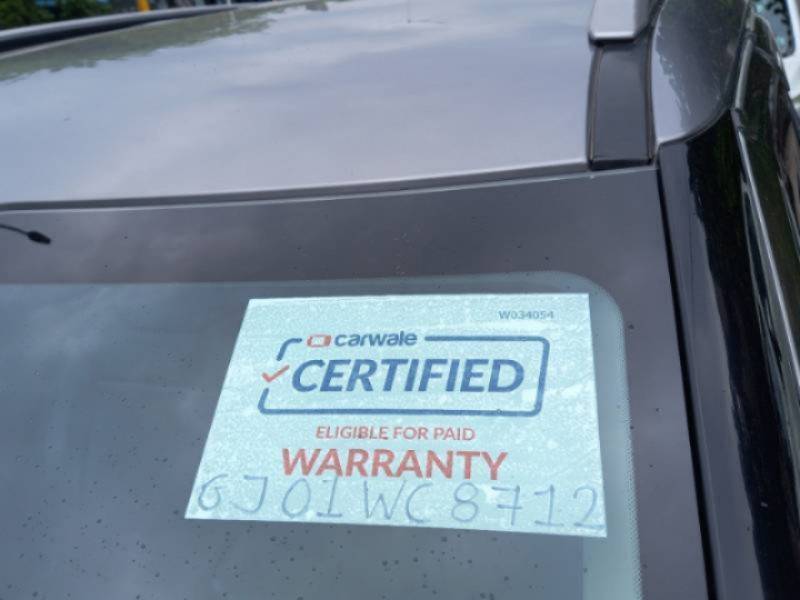 W034054
carwale
CERTIFIED
ELIGIBLE FOR PAID
WARRANTY
GJ01WC8712